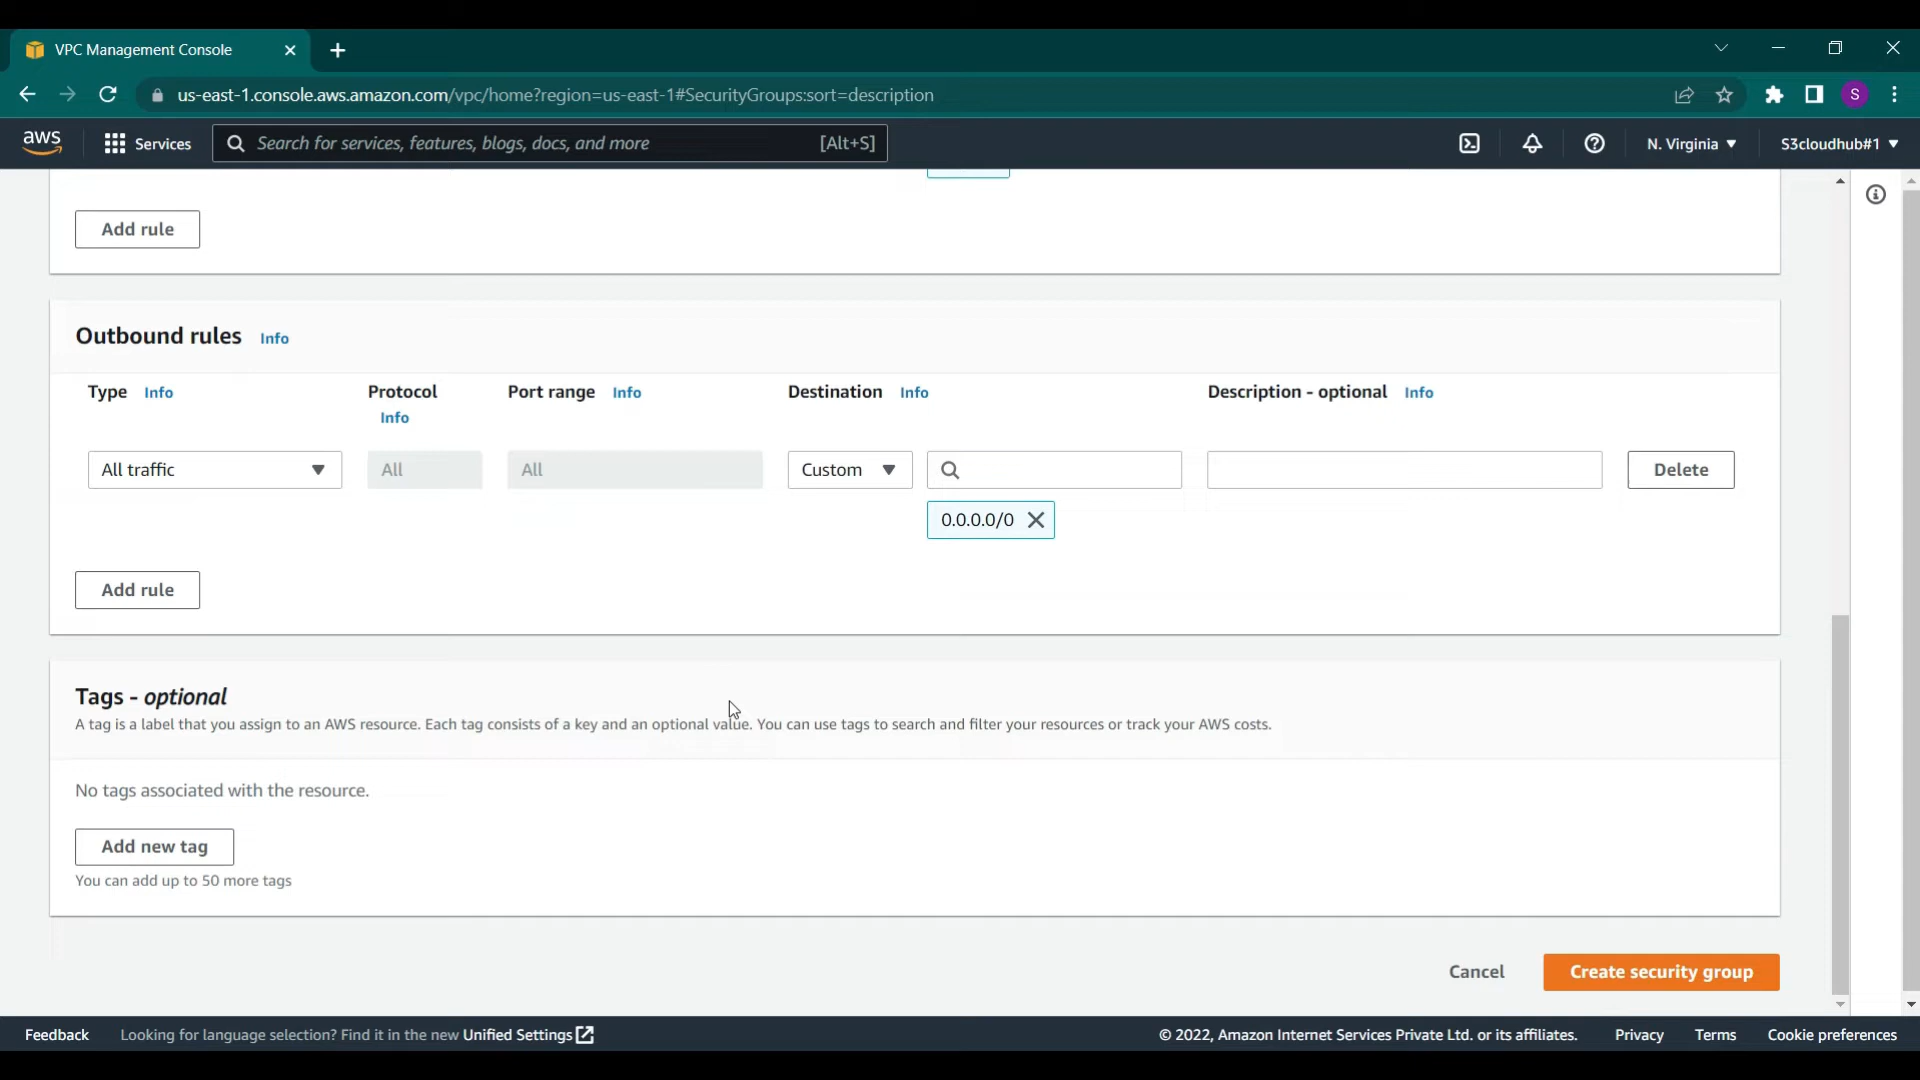 VPC Management Console
us-east-1.console.aws.amazon.com/vpc/home?region=us-east-1#SecurityGroups:sort=description
S
aws
Services
Search for services, features, blogs, docs, and more
[Alt+S]
N. Virginia
S3cloudhub#1
Add rule
Outbound rules Info
Type Info Protocol Port range Info Destination Info Description - optional Info
Info
All traffic All All Custom Delete
0.0.0.0/0
Add rule
Tags - optional
A tag is a label that you assign to an AWS resource. Each tag consists of a key and an optional value. You can use tags to search and filter your resources or track your AWS costs.
No tags associated with the resource.
Add new tag
You can add up to 50 more tags
Cancel Create security group
Feedback Looking for language selection? Find it in the new Unified Settings © 2022, Amazon Internet Services Private Ltd. or its affiliates. Privacy Terms Cookie preferences